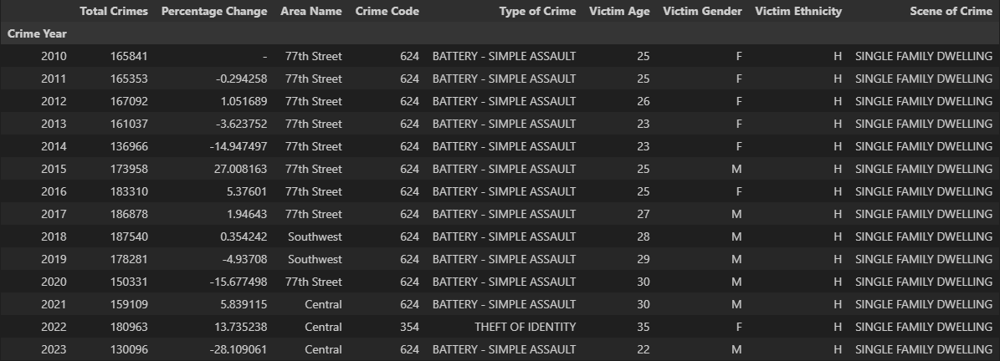 Total Crimes Percentage Change Area Name Crime Code Type of Crime Victim Age Victim Gender Victim Ethnicity Scene of Crime
Crime Year
2010 165841 - 77th Street 624 BATTERY - SIMPLE ASSAULT 25 F H SINGLE FAMILY DWELLING
2011 165353 -0.294258 77th Street 624 BATTERY - SIMPLE ASSAULT 25 F H SINGLE FAMILY DWELLING
2012 167092 1.051689 77th Street 624 BATTERY - SIMPLE ASSAULT 26 F H SINGLE FAMILY DWELLING
2013 161037 -3.623752 77th Street 624 BATTERY - SIMPLE ASSAULT 23 F H SINGLE FAMILY DWELLING
2014 136966 -14.947497 77th Street 624 BATTERY - SIMPLE ASSAULT 23 F H SINGLE FAMILY DWELLING
2015 173958 27.008163 77th Street 624 BATTERY - SIMPLE ASSAULT 25 M H SINGLE FAMILY DWELLING
2016 183310 5.37601 77th Street 624 BATTERY - SIMPLE ASSAULT 25 F H SINGLE FAMILY DWELLING
2017 186878 1.94643 77th Street 624 BATTERY - SIMPLE ASSAULT 27 M H SINGLE FAMILY DWELLING
2018 187540 0.354242 Southwest 624 BATTERY - SIMPLE ASSAULT 28 M H SINGLE FAMILY DWELLING
2019 178281 -4.93708 Southwest 624 BATTERY - SIMPLE ASSAULT 29 M H SINGLE FAMILY DWELLING
2020 150331 -15.677498 77th Street 624 BATTERY - SIMPLE ASSAULT 30 M H SINGLE FAMILY DWELLING
2021 159109 5.839115 Central 624 BATTERY - SIMPLE ASSAULT 30 M H SINGLE FAMILY DWELLING
2022 180963 13.735238 Central 354 THEFT OF IDENTITY 35 F H SINGLE FAMILY DWELLING
2023 130096 -28.109061 Central 624 BATTERY - SIMPLE ASSAULT 22 M H SINGLE FAMILY DWELLING